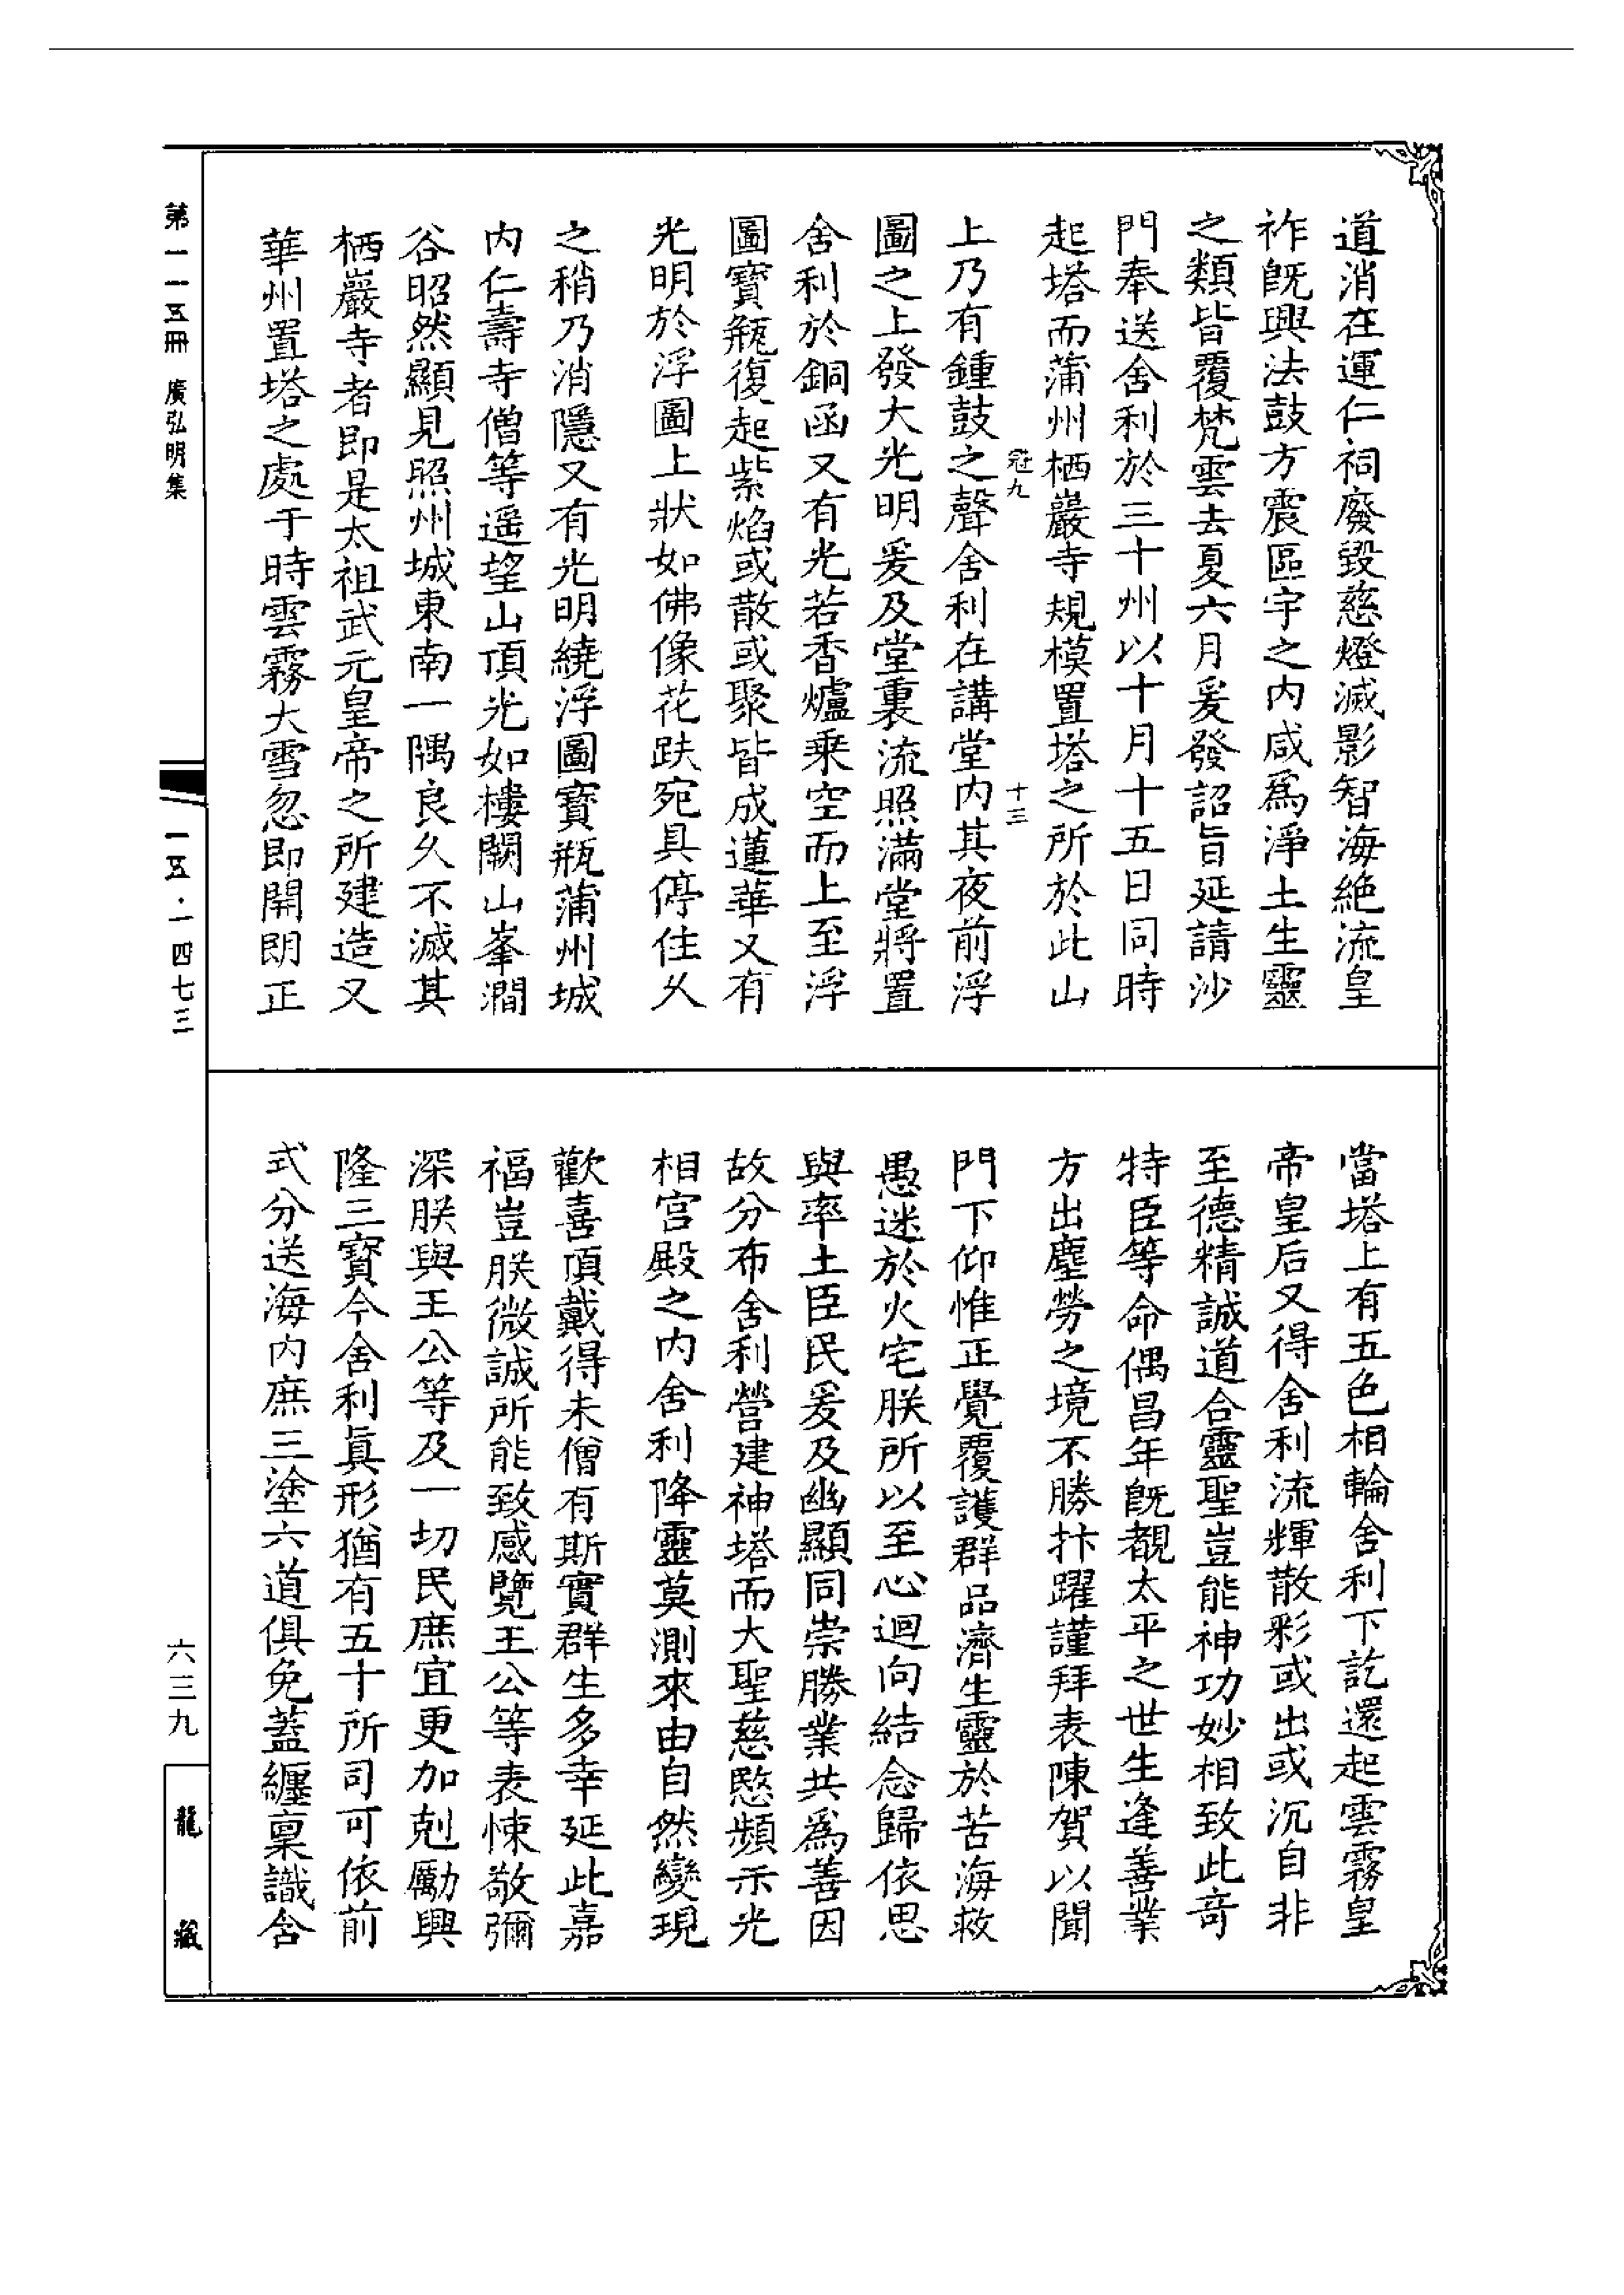 道消在運仁祠廢毀慈燈滅影智海絶流皇
祚既興法鼓方震區宇之內咸爲淨土生靈
之類皆覆梵雲去夏六月爰發詔旨延請沙
門奉送舍利於三十州以十月十五日同時
起塔而蒲州栖巖寺規模置塔之所於此山
冠九 十三
上乃有鍾鼓之聲舍利在講堂內其夜前浮
圖之上發大光明爰及堂裏流照滿堂將置
舍利於銅函又有光若香爐乘空而上至浮
圖寶瓶復起紫焰或散或聚皆成蓮華又有
光明於浮圖上狀如佛像花趺宛具停住久
之稍乃消隱又有光明繞浮圖寶瓶蒲州城
內仁壽寺僧等遥望山頂光如樓闕山峯澗
谷昭然顯見照州城東南一隅良久不滅其
栖巖寺者即是太祖武元皇帝之所建造又
華州置塔之處于時雲霧大雪忽即開朗正
當塔上有五色相輪舍利下訖還起雲霧皇
帝皇后又得舍利流輝散彩或出或沉自非
至德精誠道合靈聖豈能神功妙相致此奇
特臣等命偶昌年既覩太平之世生逢善業
方出塵勞之境不勝抃躍謹拜表陳賀以聞
門下仰惟正覺覆護群品濟生靈於苦海救
愚迷於火宅朕所以至心迴向結念歸依思
與率土臣民爰及幽顯同崇勝業共爲善因
故分布舍利營建神塔而大聖慈愍頻示光
相宮殿之內舍利降靈莫測來由自然變現
歡喜頂戴得未僧有斯實群生多幸延此嘉
福豈朕微誠所能致感覽王公等表悚敬彌
深朕與王公等及一切民庶宜更加剋勵興
隆三寶今舍利真形猶有五十所司可依前
式分送海內庶三塗六道俱免蓋纏稟識含
第一一五冊 廣弘明集
一五·一四七三
六三九
龍藏